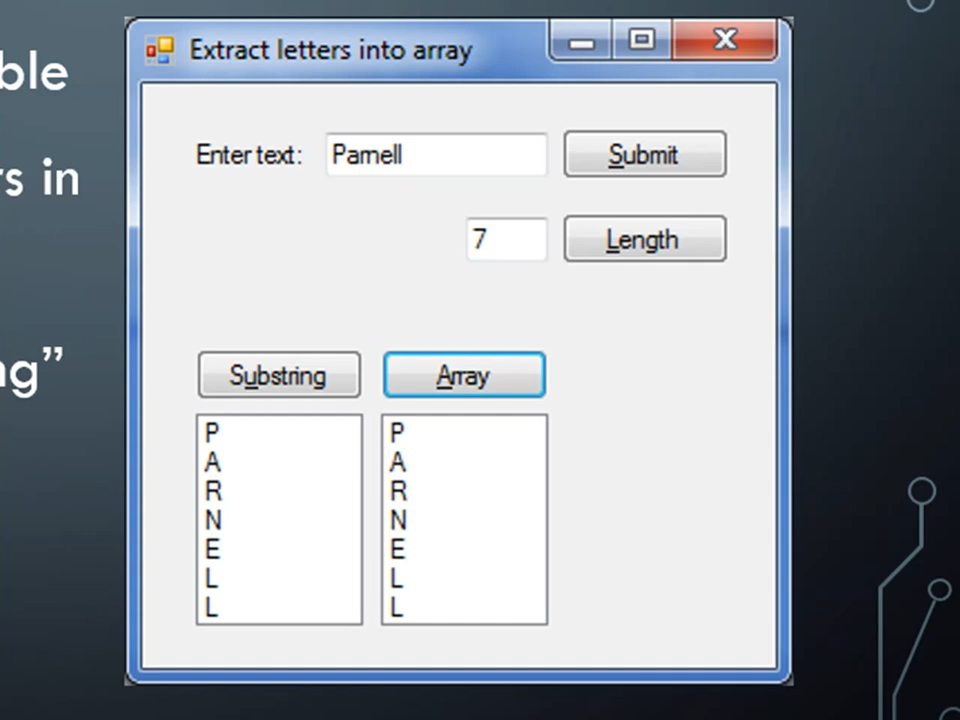 ble
Extract letters into array
Enter text: Parnell Submit
rs in
7 Length
ng”
Substring Array
P P
A A
R R
N N
E E
L L
L L